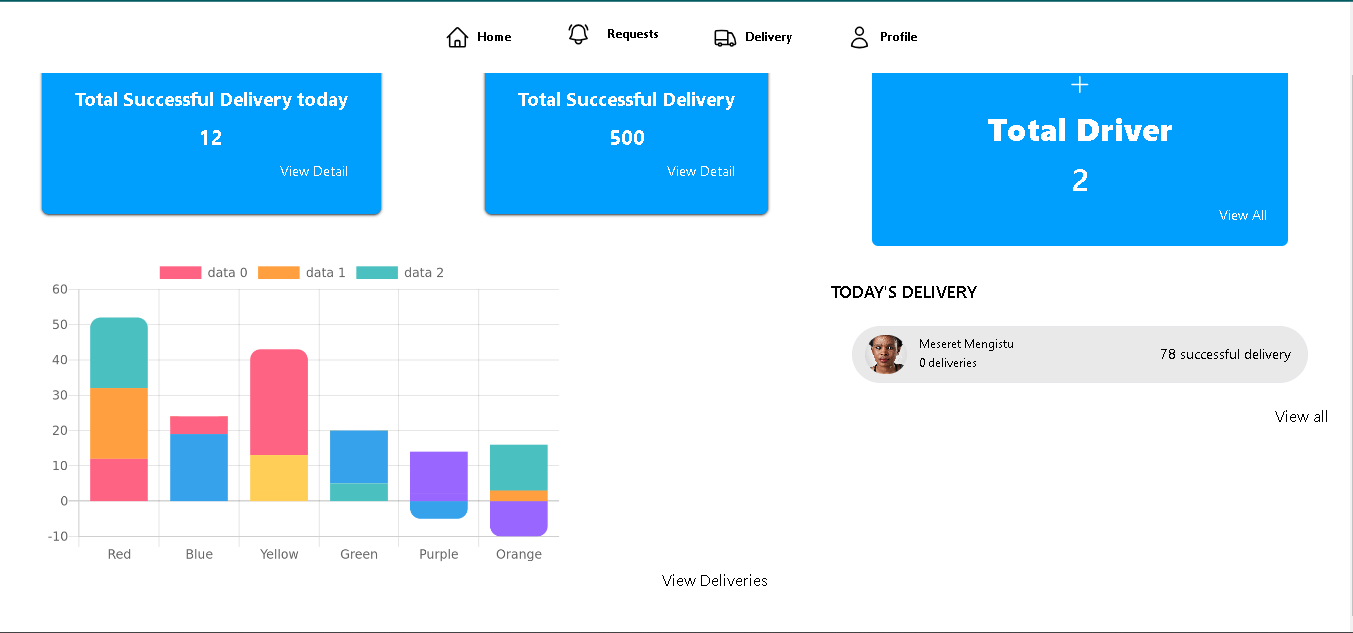 Home
Requests
Delivery
Profile
Total Successful Delivery today
12
View Detail
Total Successful Delivery
500
View Detail
Total Driver
2
View All
data 0 data 1 data 2
60
50
40
30
20
10
0
-10
Red Blue Yellow Green Purple Orange
View Deliveries
TODAY'S DELIVERY
Meseret Mengistu
0 deliveries
78 successful delivery
View all